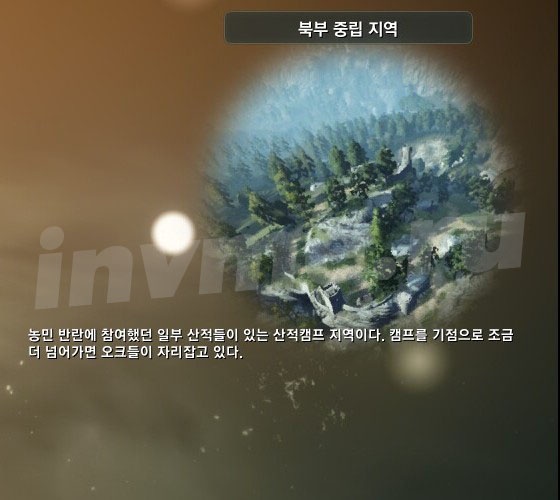 북부 중립 지역
농민 반란에 참여했던 일부 산적들이 있는 산적캠프 지역이다. 캠프를 기점으로 조금
더 넘어가면 오크들이 자리잡고 있다.